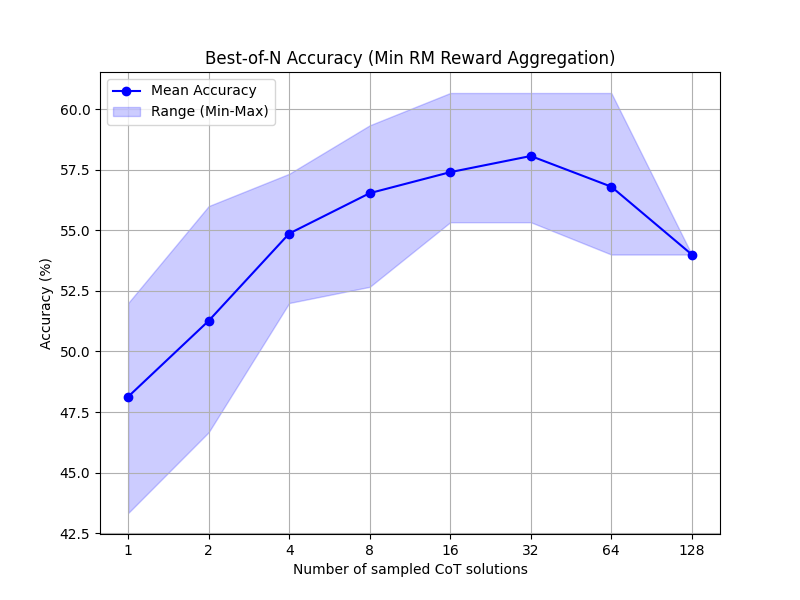 Best-of-N Accuracy (Min RM Reward Aggregation)
Mean Accuracy
Range (Min-Max)
60.0
57.5
55.0
52.5
50.0
47.5
45.0
42.5
Accuracy (%)
1 2 4 8 16 32 64 128
Number of sampled CoT solutions